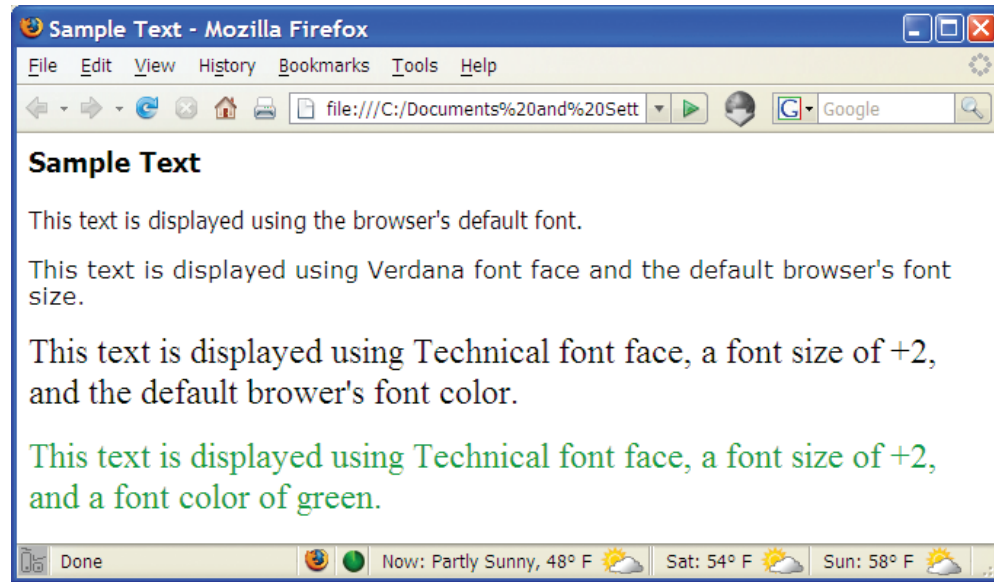 Sample Text - Mozilla Firefox
File Edit View History Bookmarks Tools Help
file:///C:/Documents%20and%20Sett G Google
Sample Text
This text is displayed using the browser's default font.
This text is displayed using Verdana font face and the default browser's font
size.
This text is displayed using Technical font face, a font size of +2,
and the default brower's font color.
This text is displayed using Technical font face, a font size of +2,
and a font color of green.
Done Now: Partly Sunny, 48° F Sat: 54° F Sun: 58° F